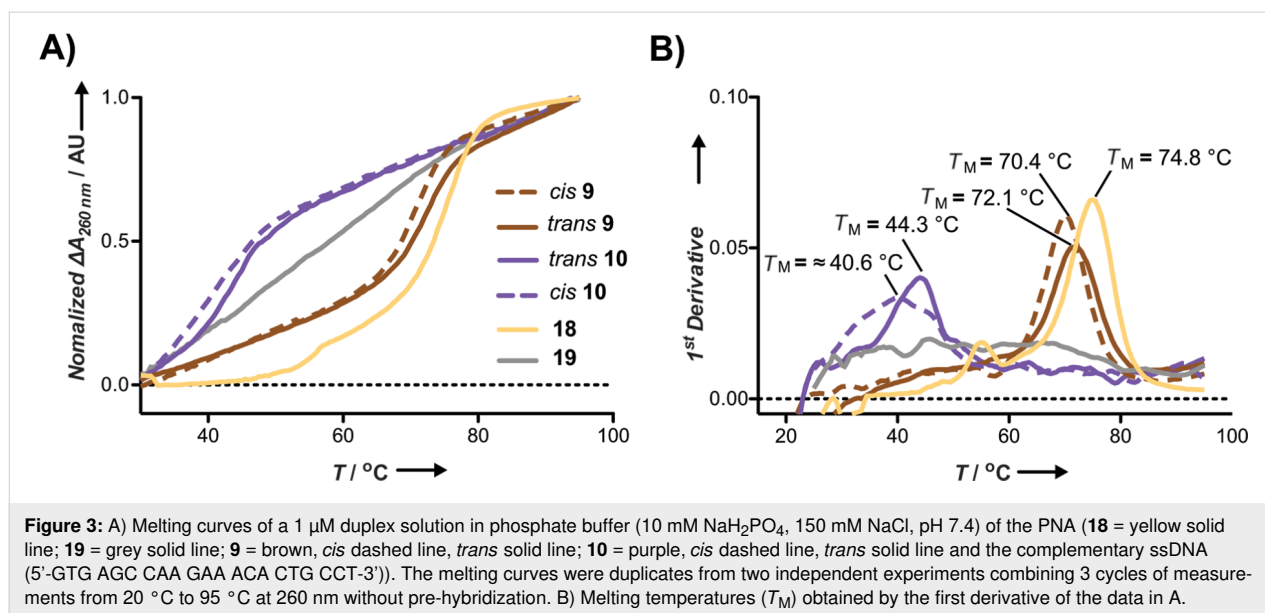 A)
B)
Nomalized ΔA260 nm / AU
1.0
0.5
0.0
40
60
80
100
T / °C
cis 9
trans 9
trans 10
cis 10
18
19
1st Derivative
0.10
0.05
0.00
20
40
60
80
100
T / °C
TM = 70.4 °C
TM = 74.8 °C
TM = 72.1 °C
TM = 44.3 °C
TM = ≈ 40.6 °C
Figure 3: A) Melting curves of a 1 μM duplex solution in phosphate buffer (10 mM NaH2PO4, 150 mM NaCl, pH 7.4) of the PNA (18 = yellow solid
line; 19 = grey solid line; 9 = brown, cis dashed line, trans solid line; 10 = purple, cis dashed line, trans solid line and the complementary ssDNA
(5'-GTG AGC CAA GAA ACA CTG CCT-3')). The melting curves were duplicates from two independent experiments combining 3 cycles of measure-
ments from 20 °C to 95 °C at 260 nm without pre-hybridization. B) Melting temperatures (TM) obtained by the first derivative of the data in A.